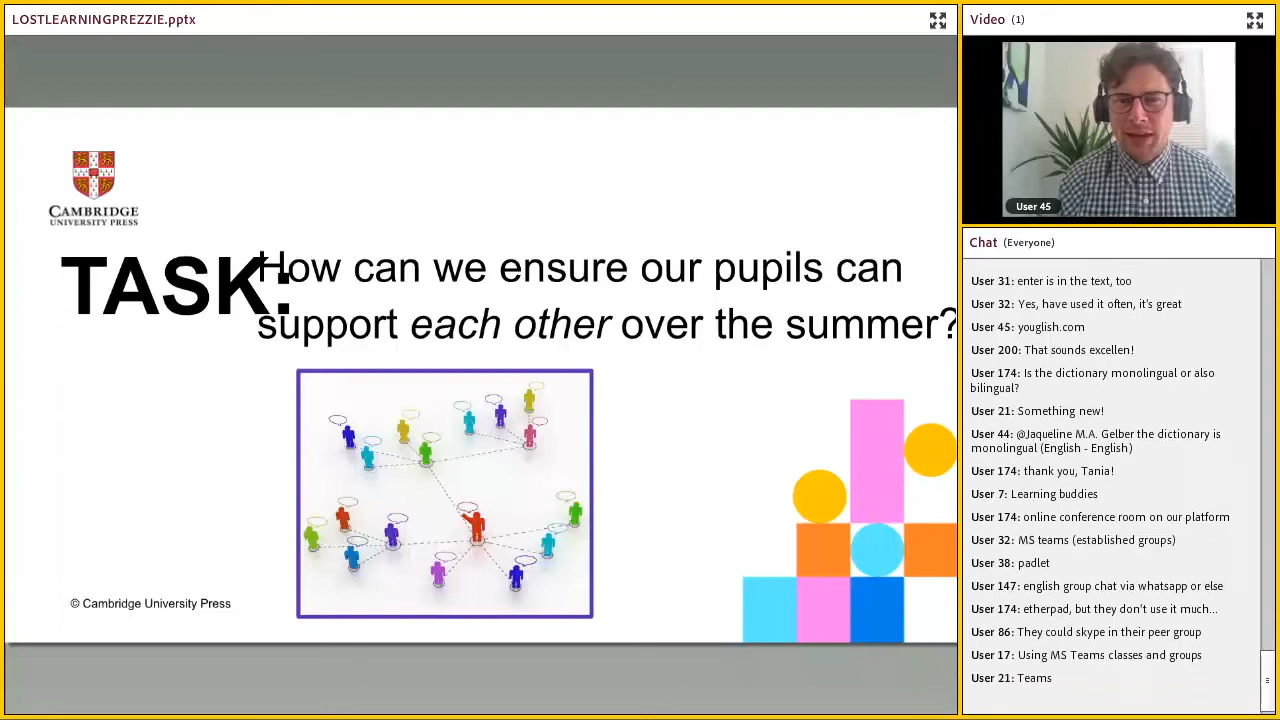 LOSTLEARNINGPREZZIE.pptx
CAMBRIDGE
UNIVERSITY PRESS
TASK:
How can we ensure our pupils can
support each other over the summer?
© Cambridge University Press
Video (1)
User 45
Chat (Everyone)
User 31: enter is in the text, too
User 32: Yes, have used it often, it's great
User 45: youglish.com
User 200: That sounds excellen!
User 174: Is the dictionary monolingual or also
bilingual?
User 21: Something new!
User 44: @Jaqueline M.A. Gelber the dictionary is
monolingual (English - English)
User 174: thank you, Tania!
User 7: Learning buddies
User 174: online conference room on our platform
User 32: MS teams (established groups)
User 38: padlet
User 147: english group chat via whatsapp or else
User 174: etherpad, but they don't use it much...
User 86: They could skype in their peer group
User 17: Using MS Teams classes and groups
User 21: Teams